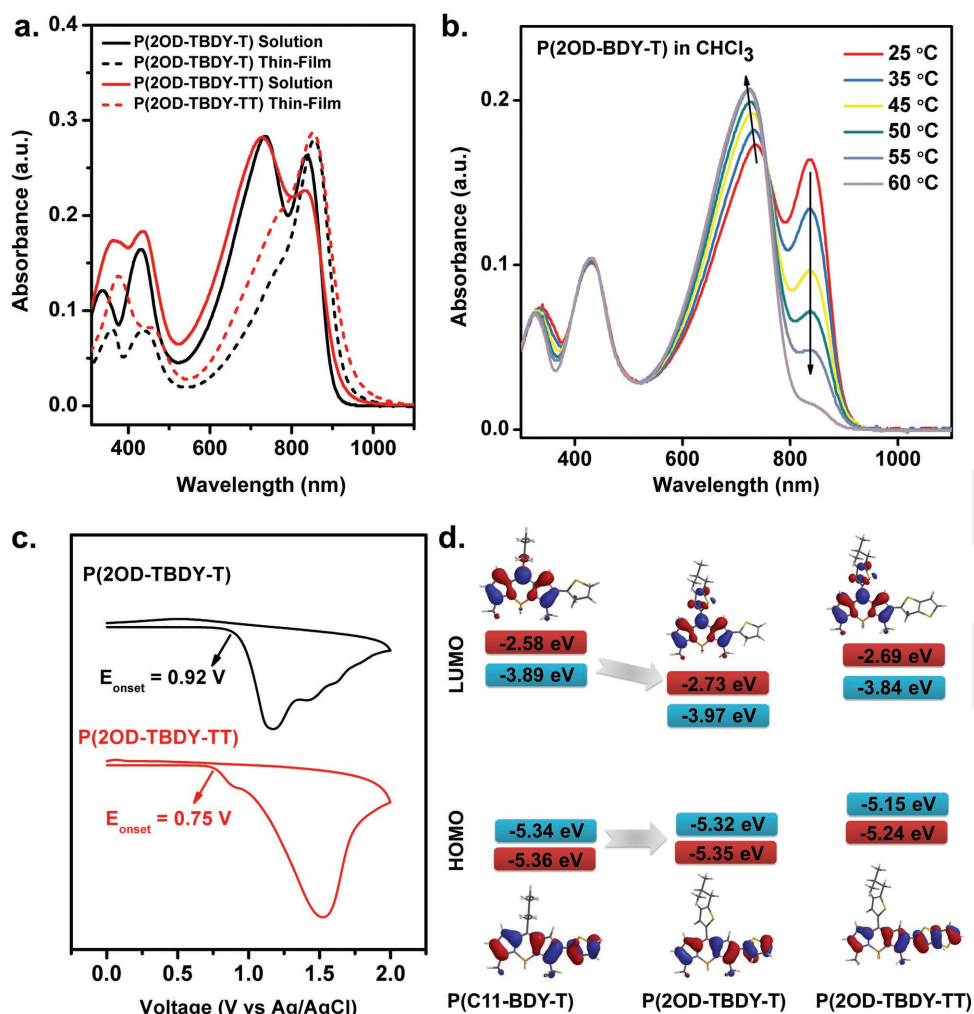 a.
P(2OD-TBDY-T) Solution
P(2OD-TBDY-T) Thin-Film
P(2OD-TBDY-TT) Solution
P(2OD-TBDY-TT) Thin-Film
Absorbance (a.u.)
0.4
0.3
0.2
0.1
0.0
400 600 800 1000
Wavelength (nm)
b.
P(2OD-BDY-T) in CHCl3
25 °C
35 °C
45 °C
50 °C
55 °C
60 °C
Absorbance (a.u.)
0.2
0.1
0.0
400 600 800 1000
Wavelength (nm)
c.
P(2OD-TBDY-T)
Eonset = 0.92 V
P(2OD-TBDY-TT)
Eonset = 0.75 V
0.0 0.5 1.0 1.5 2.0
Voltage (V vs Ag/AgCl)
d.
LUMO
-2.58 eV
-3.89 eV
-2.73 eV
-3.97 eV
-2.69 eV
-3.84 eV
HOMO
-5.34 eV
-5.36 eV
-5.32 eV
-5.35 eV
-5.15 eV
-5.24 eV
P(C11-BDY-T) P(2OD-TBDY-T) P(2OD-TBDY-TT)